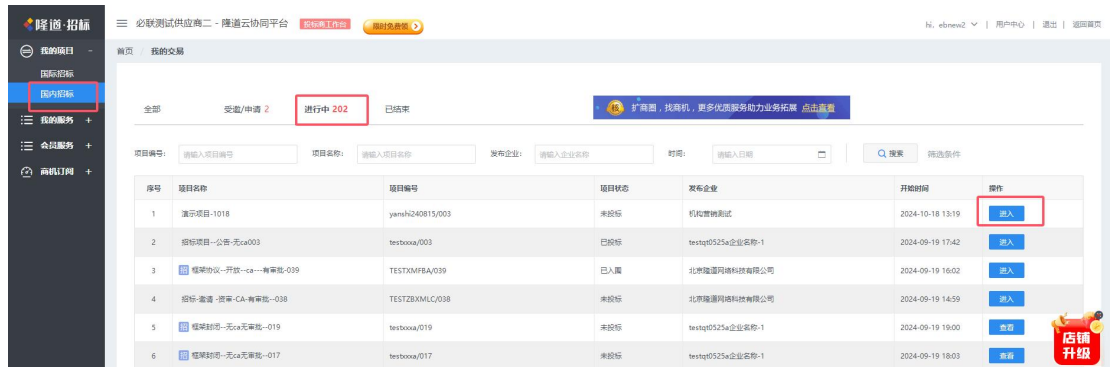 隆道·招标
必联测试供应商二 - 隆道云协同平台 投标商工作台 限时免费领
hi, ebnew2 | 用户中心 | 退出 | 返回首页
我的项目 -
国际招标
国内招标
我的服务 +
会员服务 +
商机订阅 +
首页 我的交易
全部 受邀/申请 2 进行中 202 已结束
核 扩商圈，找商机，更多优质服务助力业务拓展 点击查看
项目编号: 请输入项目编号 项目名称: 请输入项目名称 发布企业: 请输入企业名称 时间: 请输入日期 搜索 筛选条件
序号 项目名称 项目编号 项目状态 发布企业 开始时间 操作
1 演示项目-1018 yanshi240815/003 未投标 机构营销测试 2024-10-18 13:19 进入
2 招标项目--公告-无ca003 testxxxa/003 已投标 testqt0525a企业名称-1 2024-09-19 17:42 进入
3 招 框架协议--开放--ca---有审批-039 TESTXMFBA/039 已入围 北京隆道网络科技有限公司 2024-09-19 16:02 进入
4 招标-邀请 -资审-CA-有审批--038 TESTZBXMLC/038 未投标 北京隆道网络科技有限公司 2024-09-19 14:59 进入
5 招 框架封闭--无ca无审批--019 testxxxa/019 未投标 testqt0525a企业名称-1 2024-09-19 19:00 查看
6 招 框架封闭--无ca无审批--017 testxxxa/017 未投标 testqt0525a企业名称-1 2024-09-19 18:03 查看
店铺
升级